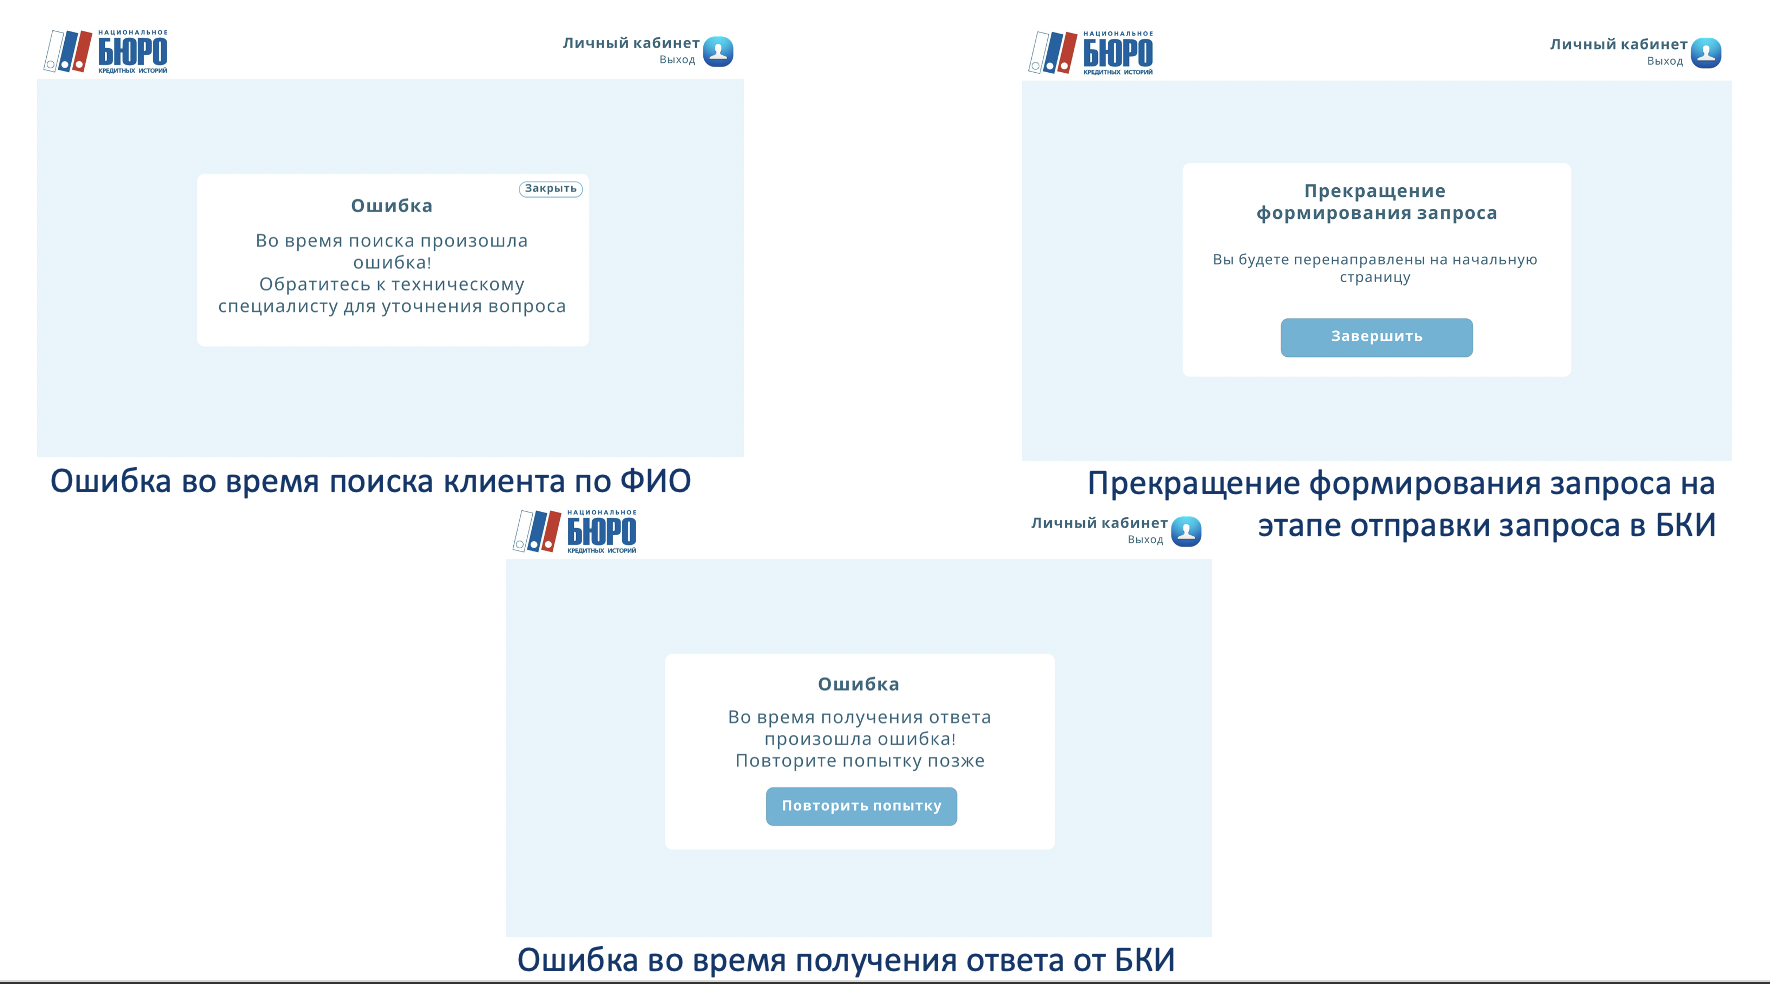 НАЦИОНАЛЬНОЕ
БЮРО
КРЕДИТНЫХ ИСТОРИЙ
Личный кабинет
Выход
Закрыть
Ошибка
Во время поиска произошла
ошибка!
Обратитесь к техническому
специалисту для уточнения вопроса
Ошибка во время поиска клиента по ФИО
НАЦИОНАЛЬНОЕ
БЮРО
КРЕДИТНЫХ ИСТОРИЙ
Личный кабинет
Выход
Прекращение
формирования запроса
Вы будете перенаправлены на начальную
страницу
Завершить
Прекращение формирования запроса на
этапе отправки запроса в БКИ
НАЦИОНАЛЬНОЕ
БЮРО
КРЕДИТНЫХ ИСТОРИЙ
Личный кабинет
Выход
Ошибка
Во время получения ответа
произошла ошибка!
Повторите попытку позже
Повторить попытку
Ошибка во время получения ответа от БКИ